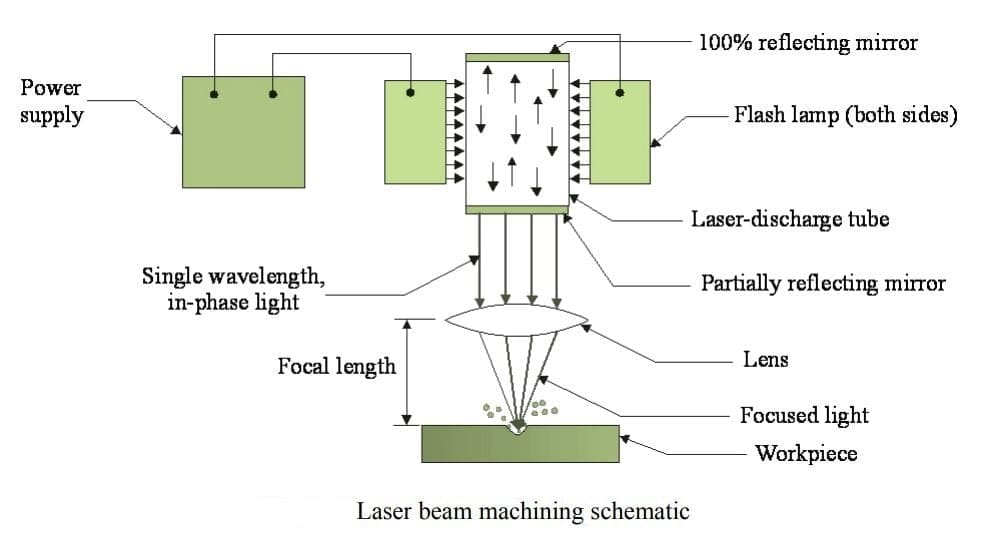 100% reflecting mirror
Power
supply
Flash lamp (both sides)
Laser-discharge tube
Single wavelength,
in-phase light
Partially reflecting mirror
Focal length
Lens
Focused light
Workpiece
Laser beam machining schematic